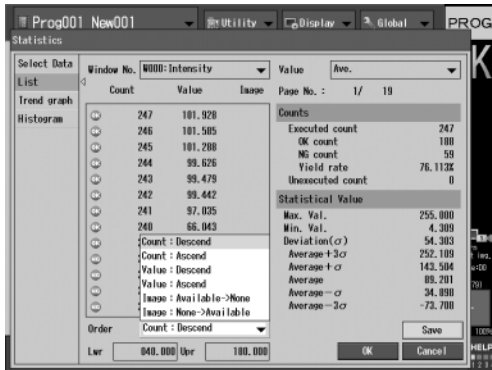 Prog001 New001 Utility Display Global PROG
Statistics
Select Data
List
Trend graph
Histogram
Window No. W000:Intensity
Value Ave.
Count Value Image
Page No. : 1/ 19
247 101.928
246 101.505
245 101.288
244 99.626
243 99.479
242 99.442
241 97.035
240 66.043
Count : Descend
Count : Ascend
Value : Descend
Value : Ascend
Image : Available->None
Image : None->Available
Order Count : Descend
Lwr 040.000 Upr 180.000
Counts
Executed count 247
OK count 188
NG count 59
Yield rate 76.113%
Unexecuted count 0
Statistical Value
Max. Val. 255.000
Min. Val. 4.309
Deviation(σ) 54.303
Average+3σ 252.109
Average+σ 143.504
Average 89.201
Average-σ 34.898
Average-3σ -73.708
Save
OK Cancel
HELP